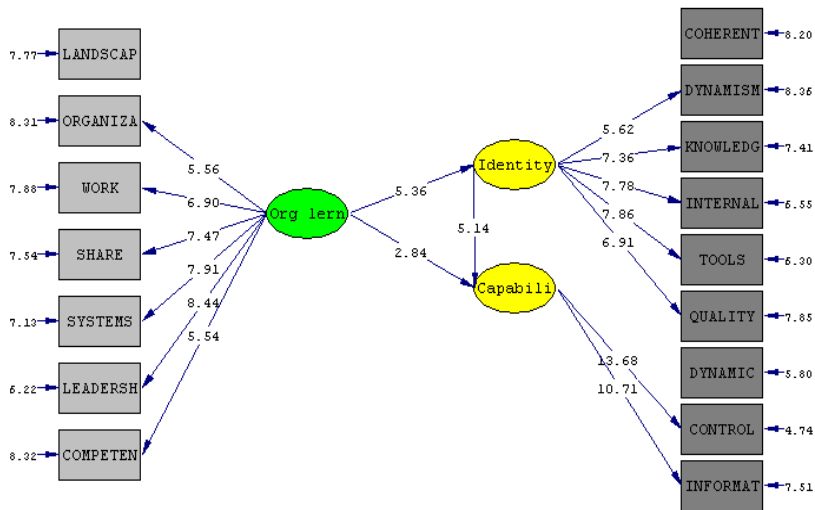 7.77 LANDSCAP
8.31 ORGANIZA
7.88 WORK
7.54 SHARE
7.13 SYSTEMS
6.22 LEADERSH
8.32 COMPETEN
5.56
6.90
7.47
7.91
8.44
5.54
Org lern
5.36
2.84
Identity
5.14
Capabili
5.62
7.36
7.78
7.86
6.91
13.68
10.71
COHERENT 8.20
DYNAMISM 8.36
KNOWLEDG 7.41
INTERNAL 6.55
TOOLS 6.30
QUALITY 7.85
DYNAMIC 5.80
CONTROL 4.74
INFORMAT 7.51